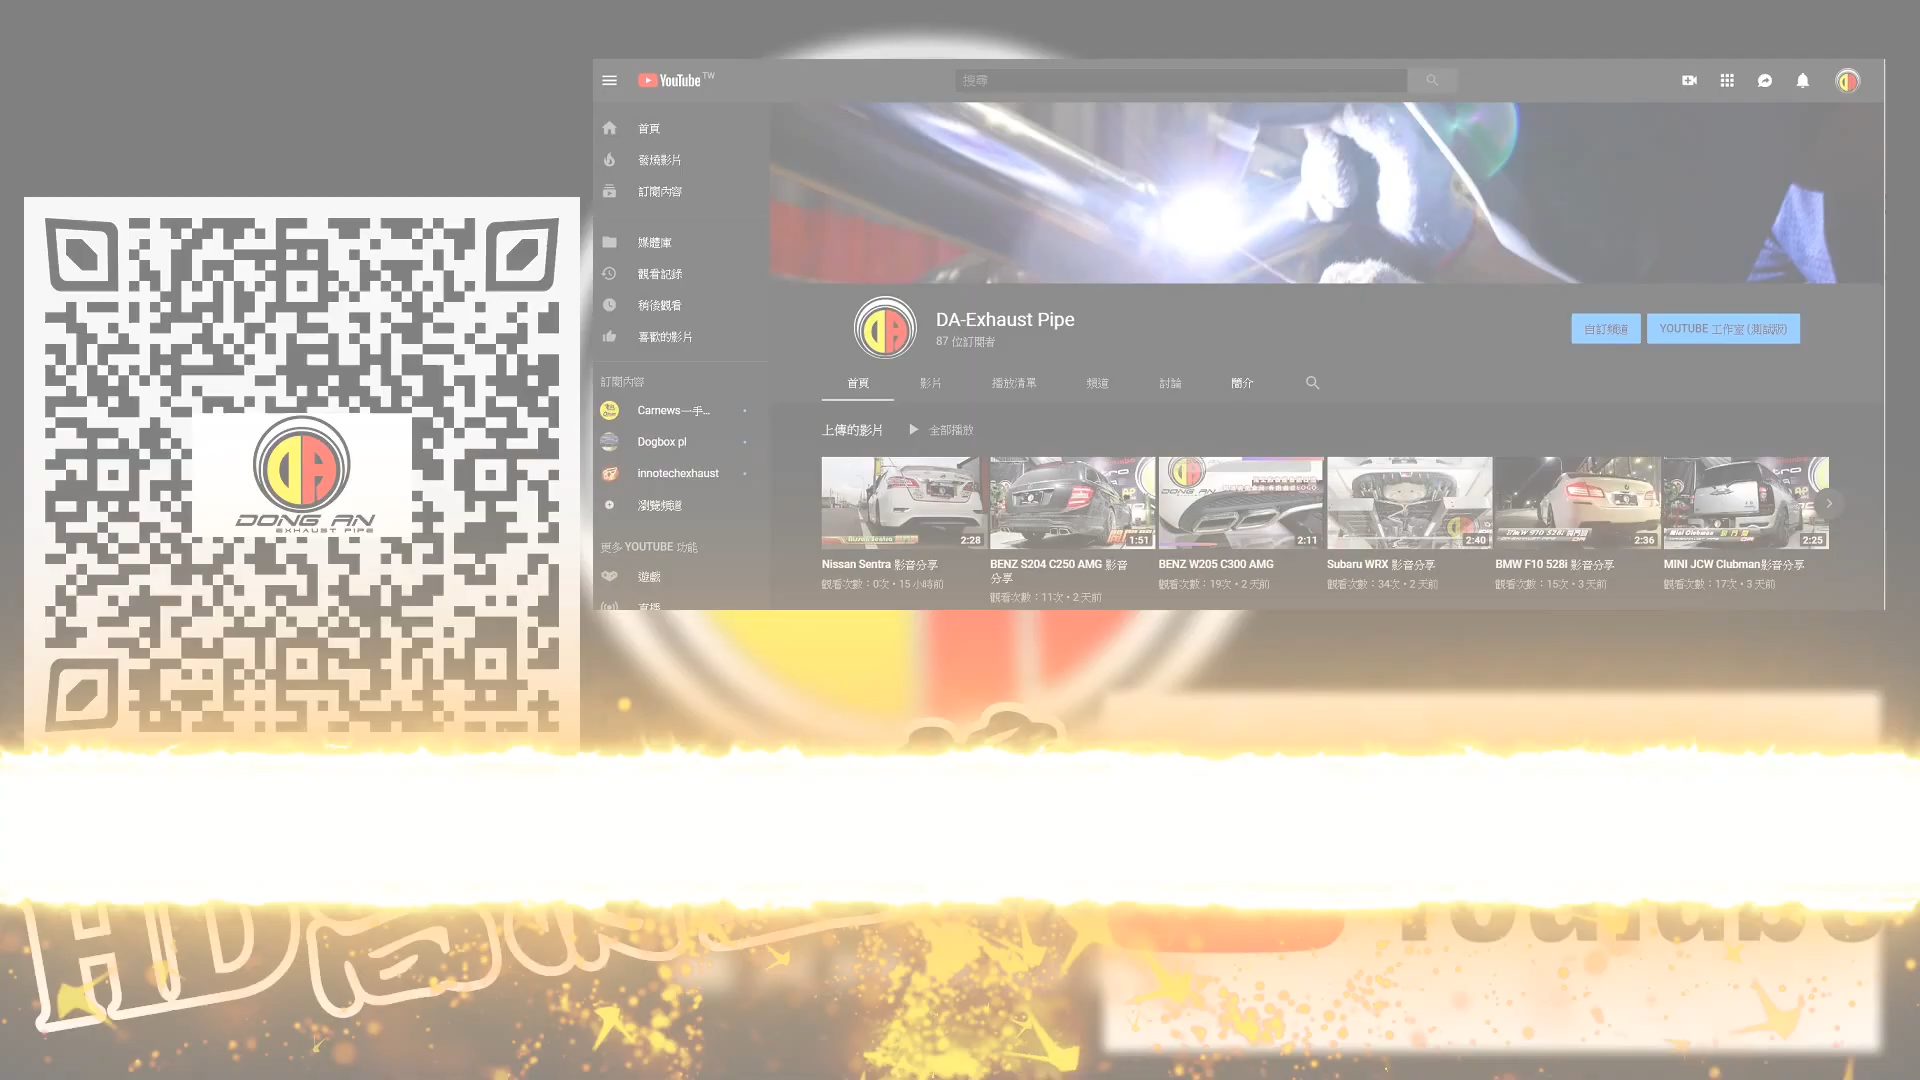 YouTube TW
搜尋
首頁
發燒影片
訂閱內容
媒體庫
觀看記錄
稍後觀看
喜歡的影片
訂閱內容
Carnews一手...
Dogbox pl
innotechexhaust
瀏覽頻道
更多 YOUTUBE 功能
遊戲
直播
DA-Exhaust Pipe
87 位訂閱者
自訂頻道
YOUTUBE 工作室 (測試版)
首頁 影片 播放清單 頻道 討論 簡介
上傳的影片 全部播放
2:28 1:51 2:11 2:40 2:36 2:25
Nissan Sentra 影音分享
觀看次數：0次 • 15 小時前
BENZ S204 C250 AMG 影音
分享
觀看次數：11次 • 2 天前
BENZ W205 C300 AMG
觀看次數：19次 • 2 天前
Subaru WRX 影音分享
觀看次數：34次 • 2 天前
BMW F10 528i 影音分享
觀看次數：15次 • 3 天前
MINI JCW Clubman影音分享
觀看次數：17次 • 3 天前
DA
DONG AN
EXHAUST PIPE
YouTube